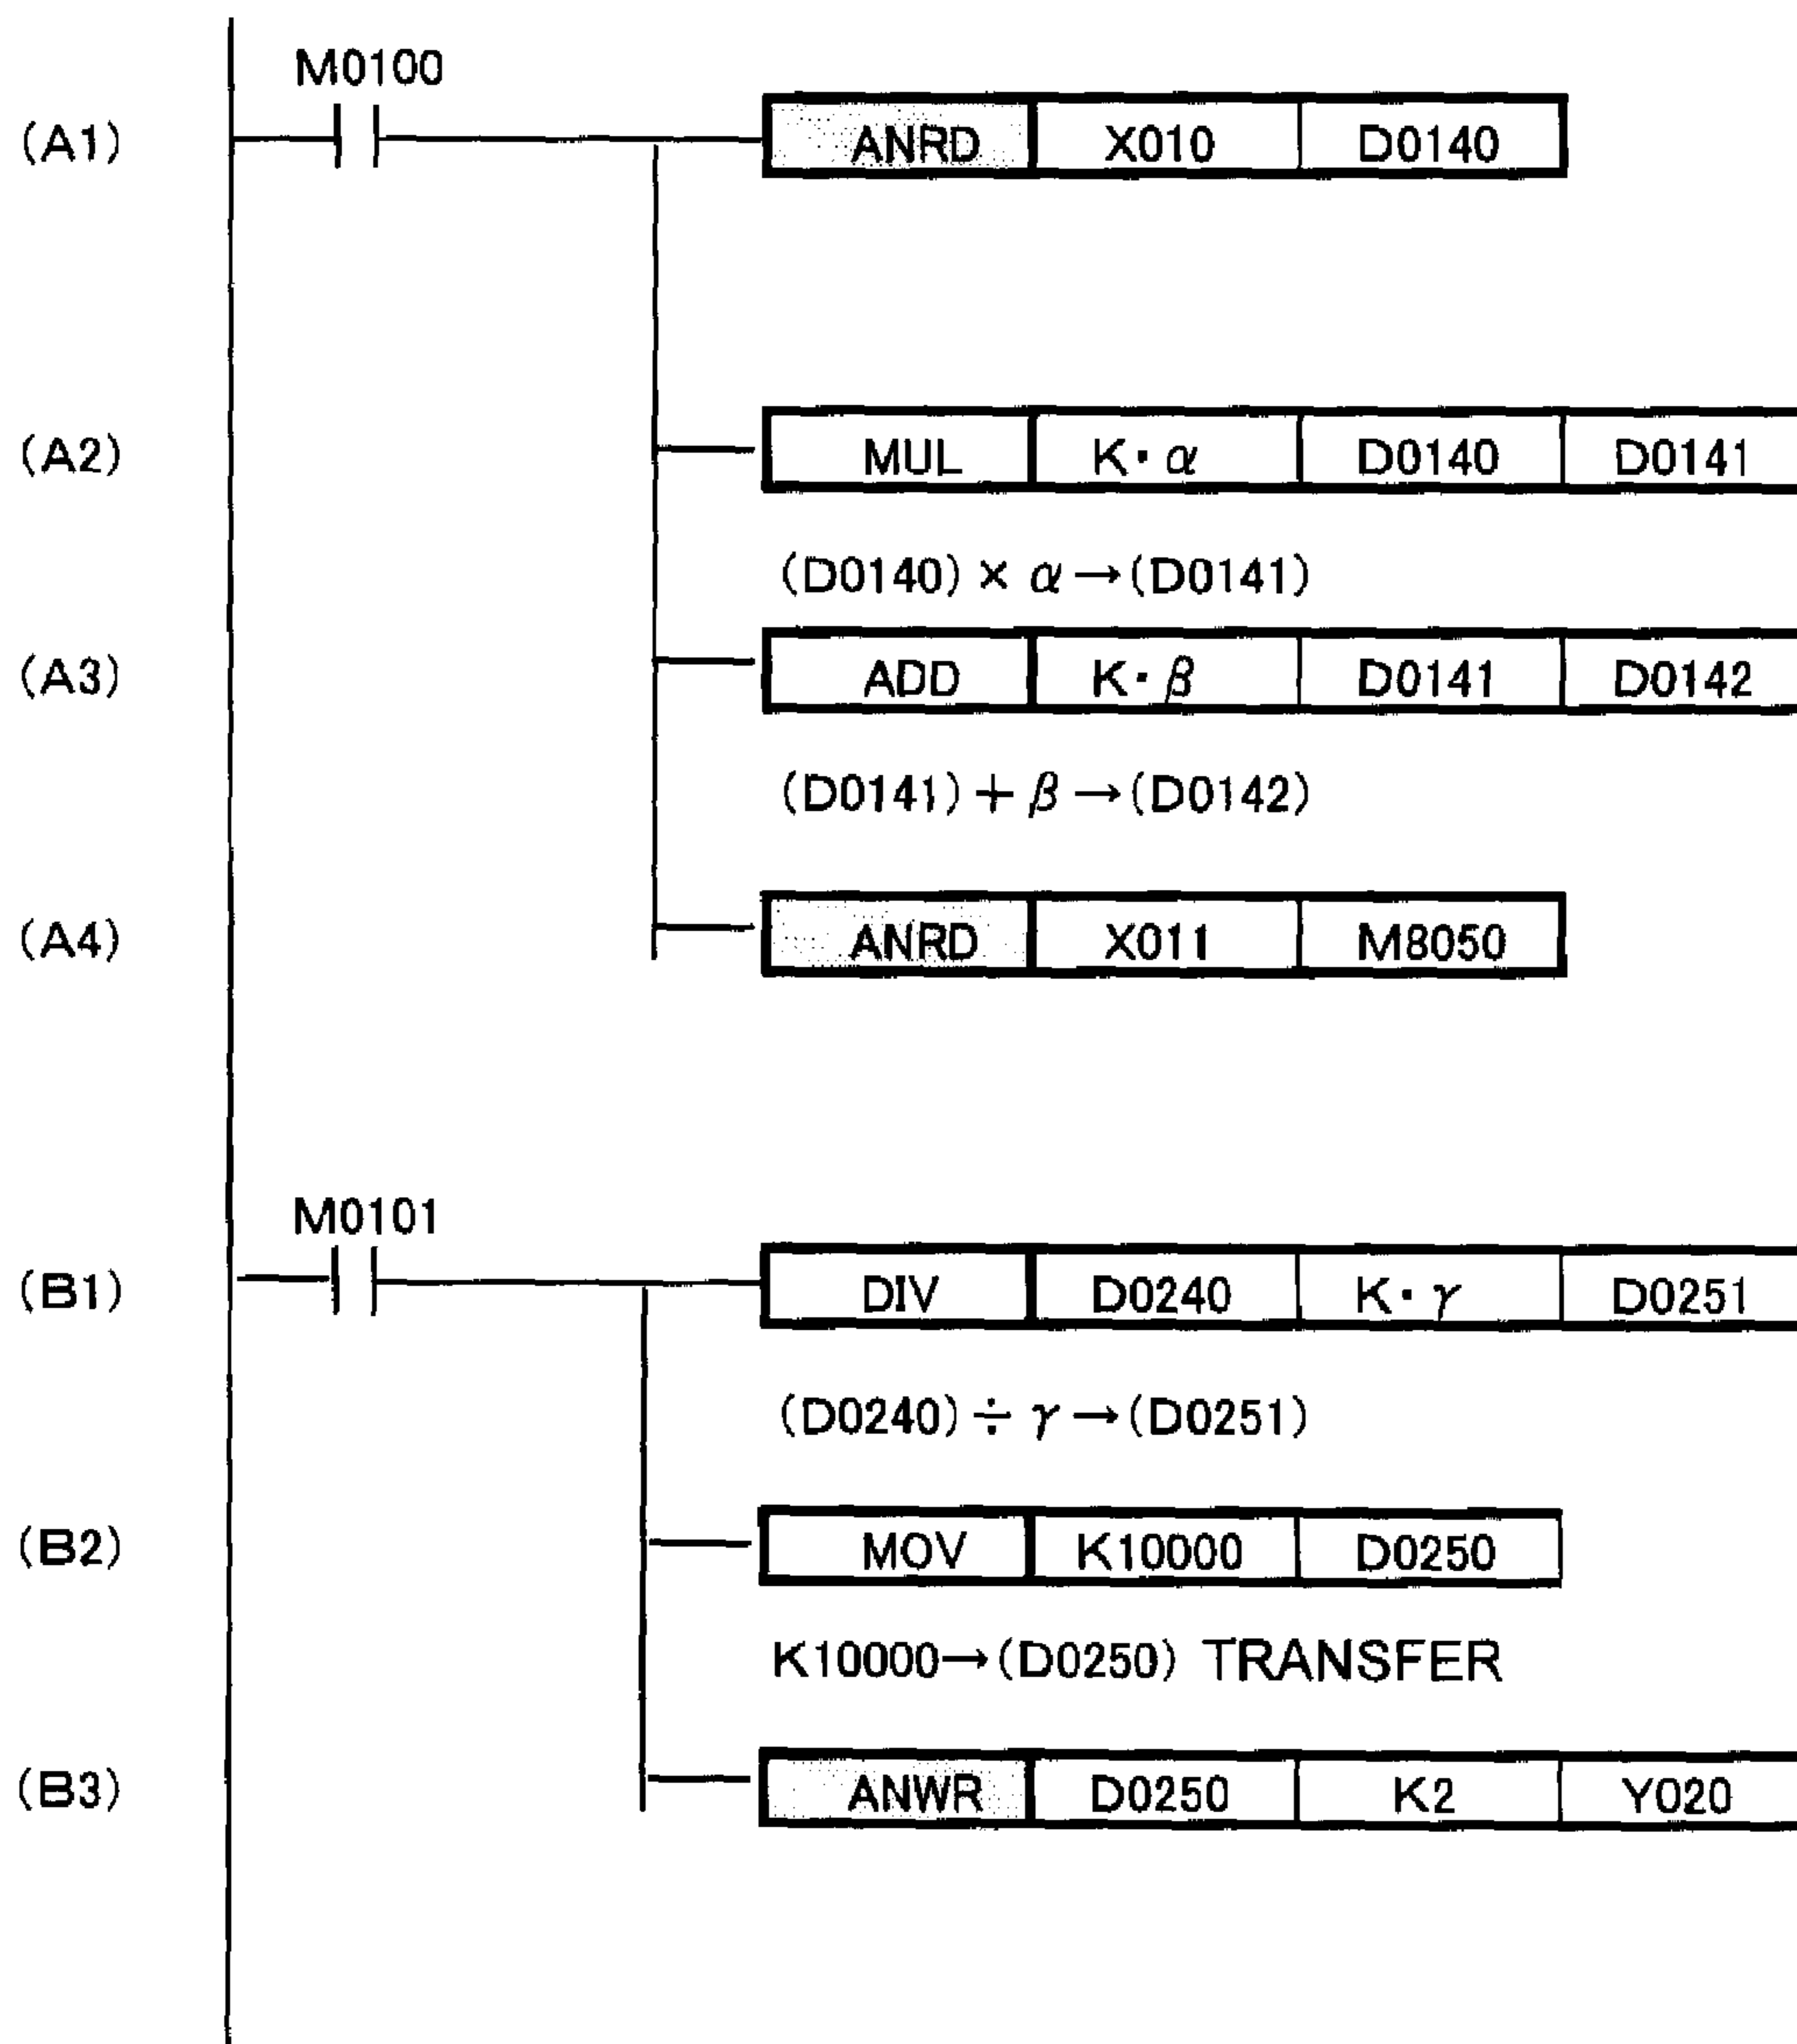 M0100
(A1) ANRD X010 D0140
(A2) MUL K・α D0140 D0141
(D0140) × α→(D0141)
(A3) ADD K・β D0141 D0142
(D0141)+β→(D0142)
(A4) ANRD X011 M8050
M0101
(B1) DIV D0240 K・γ D0251
(D0240)÷γ→(D0251)
(B2) MOV K10000 D0250
K10000→(D0250) TRANSFER
(B3) ANWR D0250 K2 Y020